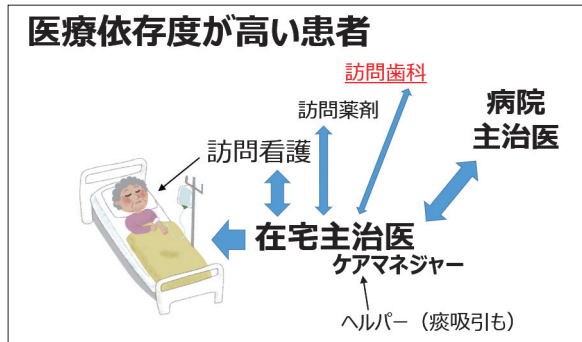 医療依存度が高い患者
訪問歯科
訪問薬剤
病院
主治医
訪問看護
在宅主治医
ケアマネジャー
ヘルパー（痰吸引も）